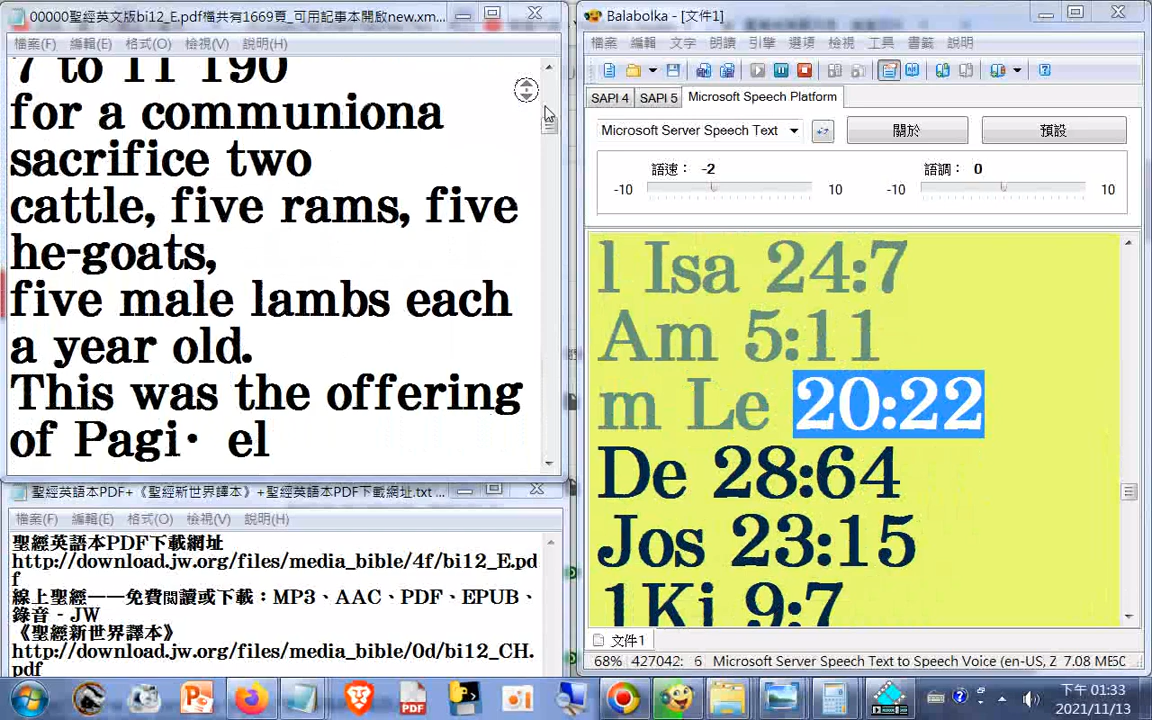 00000聖經英文版bi12_E.pdf檔共有1669頁_可用記事本開啟new.xm...
檔案(F) 編輯(E) 格式(O) 檢視(V) 說明(H)
7 to 11 190
for a communiona
sacrifice two
cattle, five rams, five
he-goats,
five male lambs each
a year old.
This was the offering
of Pagi· el
聖經英語本PDF+《聖經新世界譯本》+聖經英語本PDF下載網址.txt ...
檔案(F) 編輯(E) 格式(O) 檢視(V) 說明(H)
聖經英語本PDF下載網址
http://download.jw.org/files/media_bible/4f/bi12_E.pd
f
線上聖經——免費閱讀或下載：MP3、AAC、PDF、EPUB、
錄音 - JW
《聖經新世界譯本》
http://download.jw.org/files/media_bible/0d/bi12_CH.
pdf
Balabolka - [文件1]
檔案 編輯 文字 朗讀 引擎 選項 檢視 工具 書籤 說明
SAPI 4 SAPI 5 Microsoft Speech Platform
Microsoft Server Speech Text 關於 預設
語速： -2 語調： 0
-10 10 -10 10
l Isa 24:7
Am 5:11
m Le 20:22
De 28:64
Jos 23:15
1Ki 9:7
文件1
68% 427042: 6 Microsoft Server Speech Text to Speech Voice (en-US, Z 7.08 МБ
PDF
下午 01:33
2021/11/13